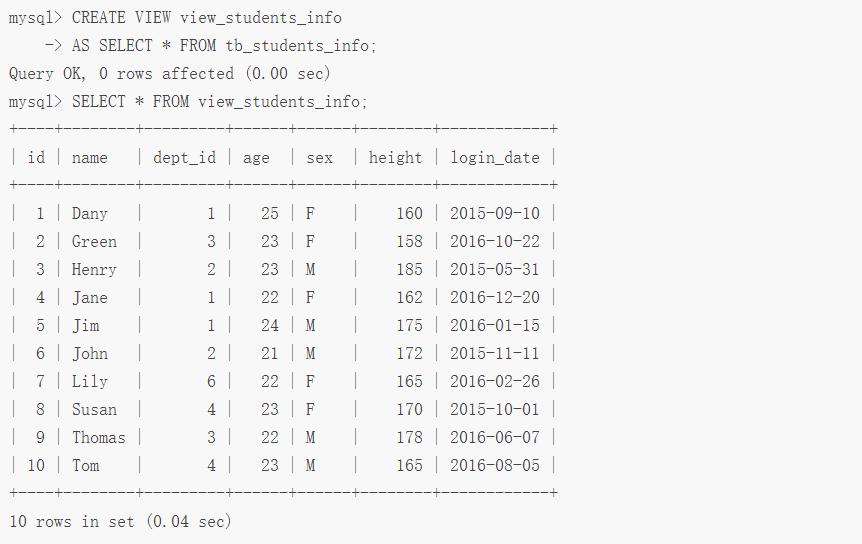 mysql> CREATE VIEW view_students_info
    -> AS SELECT * FROM tb_students_info;
Query OK, 0 rows affected (0.00 sec)
mysql> SELECT * FROM view_students_info;
+----+--------+---------+------+------+--------+------------+
| id | name   | dept_id | age  | sex  | height | login_date |
+----+--------+---------+------+------+--------+------------+
|  1 | Dany   |       1 |   25 | F    |    160 | 2015-09-10 |
|  2 | Green  |       3 |   23 | F    |    158 | 2016-10-22 |
|  3 | Henry  |       2 |   23 | M    |    185 | 2015-05-31 |
|  4 | Jane   |       1 |   22 | F    |    162 | 2016-12-20 |
|  5 | Jim    |       1 |   24 | M    |    175 | 2016-01-15 |
|  6 | John   |       2 |   21 | M    |    172 | 2015-11-11 |
|  7 | Lily   |       6 |   22 | F    |    165 | 2016-02-26 |
|  8 | Susan  |       4 |   23 | F    |    170 | 2015-10-01 |
|  9 | Thomas |       3 |   22 | M    |    178 | 2016-06-07 |
| 10 | Tom    |       4 |   23 | M    |    165 | 2016-08-05 |
+----+--------+---------+------+------+--------+------------+
10 rows in set (0.04 sec)